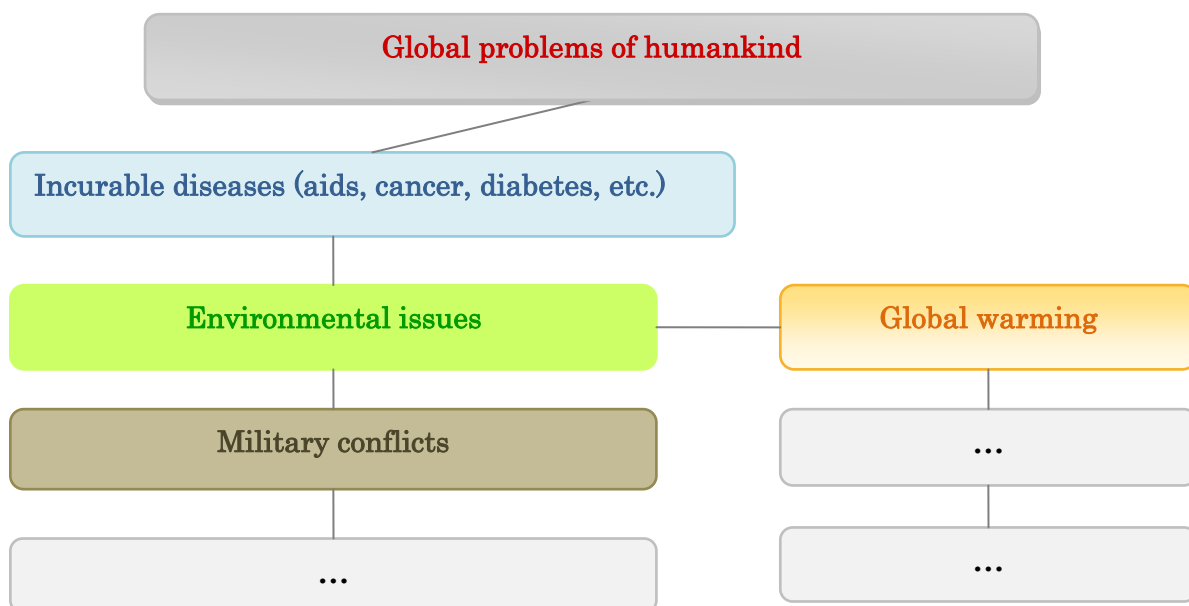 Global problems of humankind
Incurable diseases (aids, cancer, diabetes, etc.)
Environmental issues
Global warming
Military conflicts
...
...
...